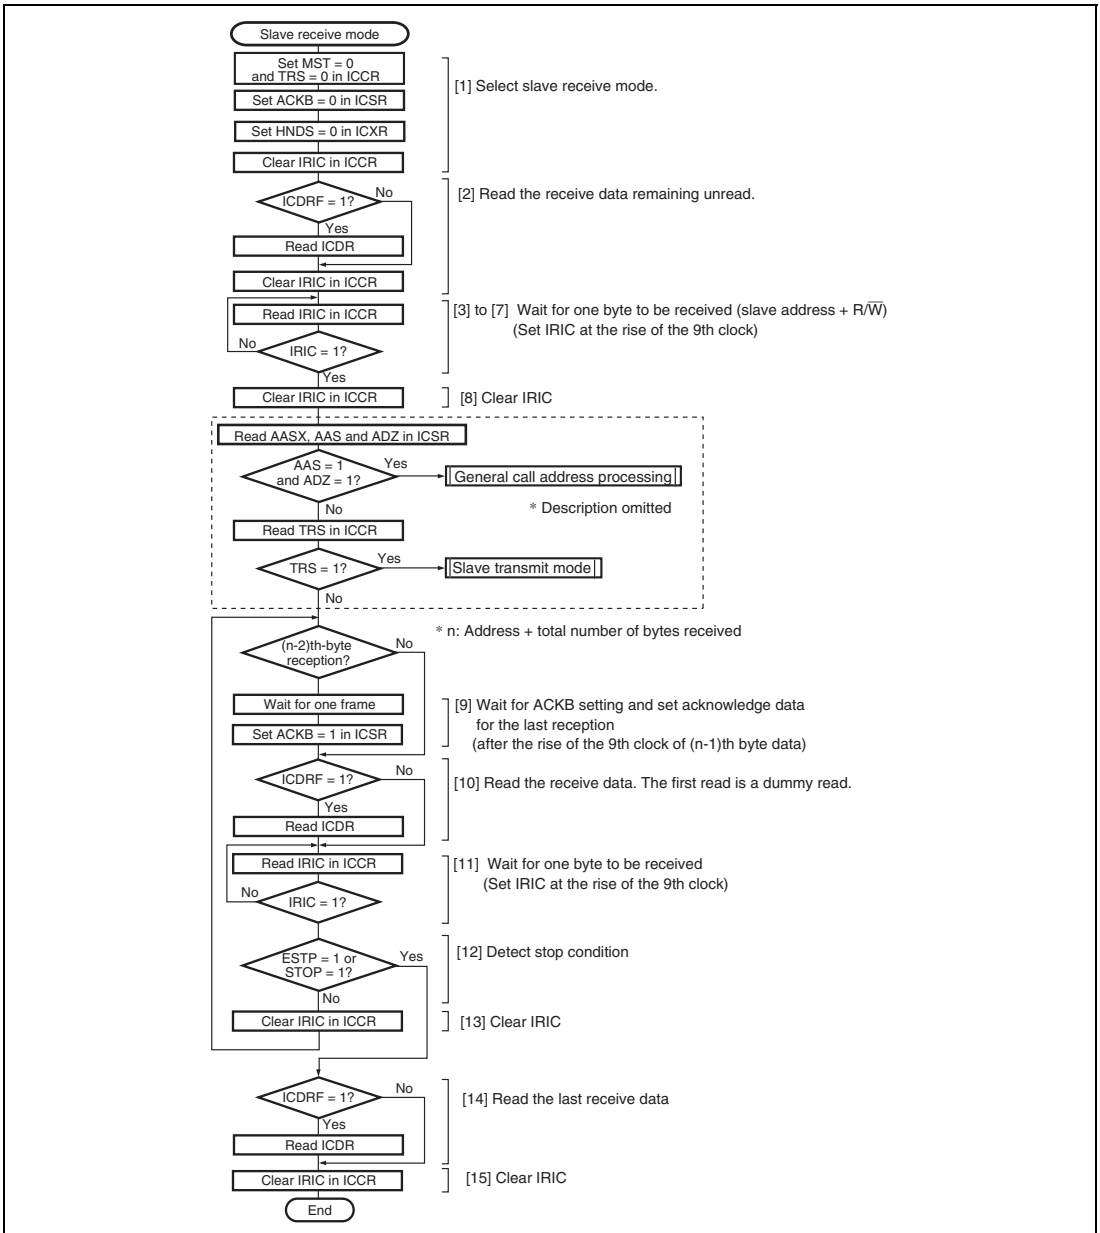 Slave receive mode
Set MST = 0
and TRS = 0 in ICCR
[1] Select slave receive mode.
Set ACKB = 0 in ICSR
Set HNDS = 0 in ICXR
Clear IRIC in ICCR
ICDRF = 1?
No
[2] Read the receive data remaining unread.
Yes
Read ICDR
Clear IRIC in ICCR
Read IRIC in ICCR
[3] to [7] Wait for one byte to be received (slave address + R/W̅)
(Set IRIC at the rise of the 9th clock)
No
IRIC = 1?
Yes
Clear IRIC in ICCR
[8] Clear IRIC
Read AASX, AAS and ADZ in ICSR
AAS = 1
and ADZ = 1?
Yes
General call address processing
* Description omitted
No
Read TRS in ICCR
TRS = 1?
Yes
Slave transmit mode
No
* n: Address + total number of bytes received
(n-2)th-byte
reception?
No
Wait for one frame
[9] Wait for ACKB setting and set acknowledge data
for the last reception
(after the rise of the 9th clock of (n-1)th byte data)
Set ACKB = 1 in ICSR
ICDRF = 1?
No
[10] Read the receive data. The first read is a dummy read.
Yes
Read ICDR
Read IRIC in ICCR
[11] Wait for one byte to be received
(Set IRIC at the rise of the 9th clock)
No
IRIC = 1?
ESTP = 1 or
STOP = 1?
Yes
[12] Detect stop condition
No
Clear IRIC in ICCR
[13] Clear IRIC
ICDRF = 1?
No
[14] Read the last receive data
Yes
Read ICDR
Clear IRIC in ICCR
[15] Clear IRIC
End